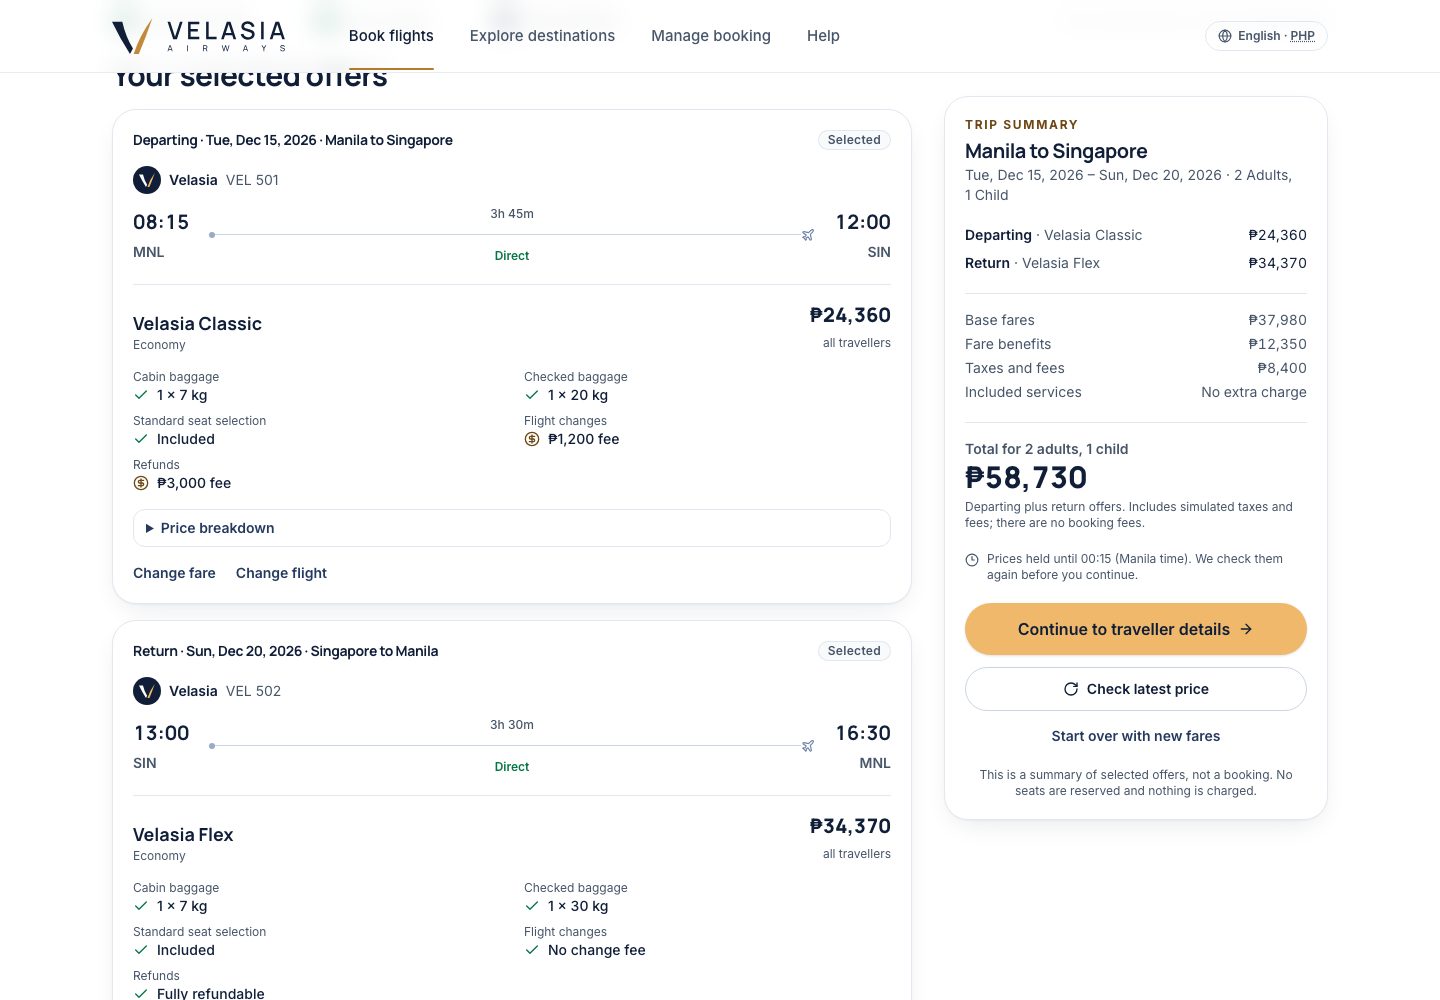 VELASIA
AIRWAYS
Book flights
Explore destinations
Manage booking
Help
English · PHP
Your selected offers
Departing · Tue, Dec 15, 2026 · Manila to Singapore
Selected
Velasia VEL 501
08:15
3h 45m
12:00
MNL
Direct
SIN
Velasia Classic
₱24,360
Economy
all travellers
Cabin baggage
1 × 7 kg
Checked baggage
1 × 20 kg
Standard seat selection
Included
Flight changes
₱1,200 fee
Refunds
₱3,000 fee
Price breakdown
Change fare
Change flight
Return · Sun, Dec 20, 2026 · Singapore to Manila
Selected
Velasia VEL 502
13:00
3h 30m
16:30
SIN
Direct
MNL
Velasia Flex
₱34,370
Economy
all travellers
Cabin baggage
1 × 7 kg
Checked baggage
1 × 30 kg
Standard seat selection
Included
Flight changes
No change fee
Refunds
Fully refundable
TRIP SUMMARY
Manila to Singapore
Tue, Dec 15, 2026 – Sun, Dec 20, 2026 · 2 Adults,
1 Child
Departing · Velasia Classic ₱24,360
Return · Velasia Flex ₱34,370
Base fares ₱37,980
Fare benefits ₱12,350
Taxes and fees ₱8,400
Included services No extra charge
Total for 2 adults, 1 child
₱58,730
Departing plus return offers. Includes simulated taxes and
fees; there are no booking fees.
Prices held until 00:15 (Manila time). We check them
again before you continue.
Continue to traveller details
Check latest price
Start over with new fares
This is a summary of selected offers, not a booking. No
seats are reserved and nothing is charged.